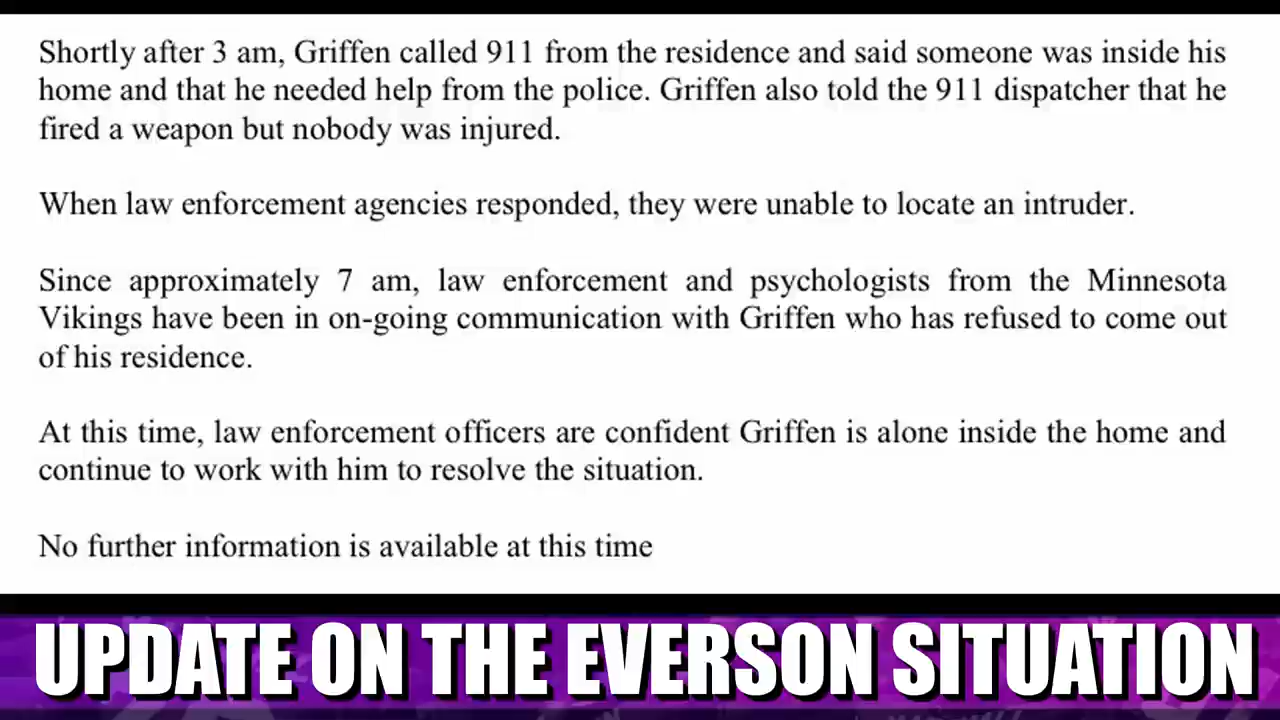 Shortly after 3 am, Griffen called 911 from the residence and said someone was inside his
home and that he needed help from the police. Griffen also told the 911 dispatcher that he
fired a weapon but nobody was injured.
When law enforcement agencies responded, they were unable to locate an intruder.
Since approximately 7 am, law enforcement and psychologists from the Minnesota
Vikings have been in on-going communication with Griffen who has refused to come out
of his residence.
At this time, law enforcement officers are confident Griffen is alone inside the home and
continue to work with him to resolve the situation.
No further information is available at this time
UPDATE ON THE EVERSON SITUATION